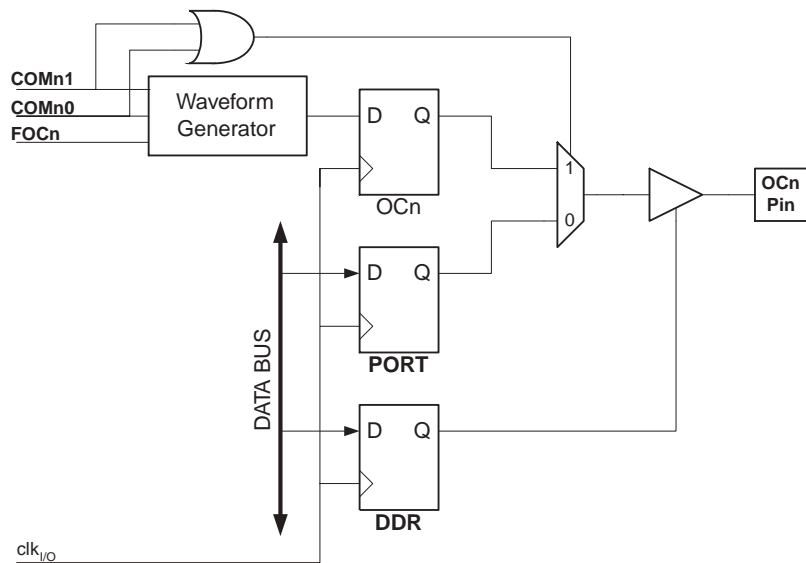 COMn1
COMn0
FOCn
Waveform
Generator
D Q
OCn
1
0
OCn
Pin
D Q
PORT
DATA BUS
D Q
DDR
clkI/O